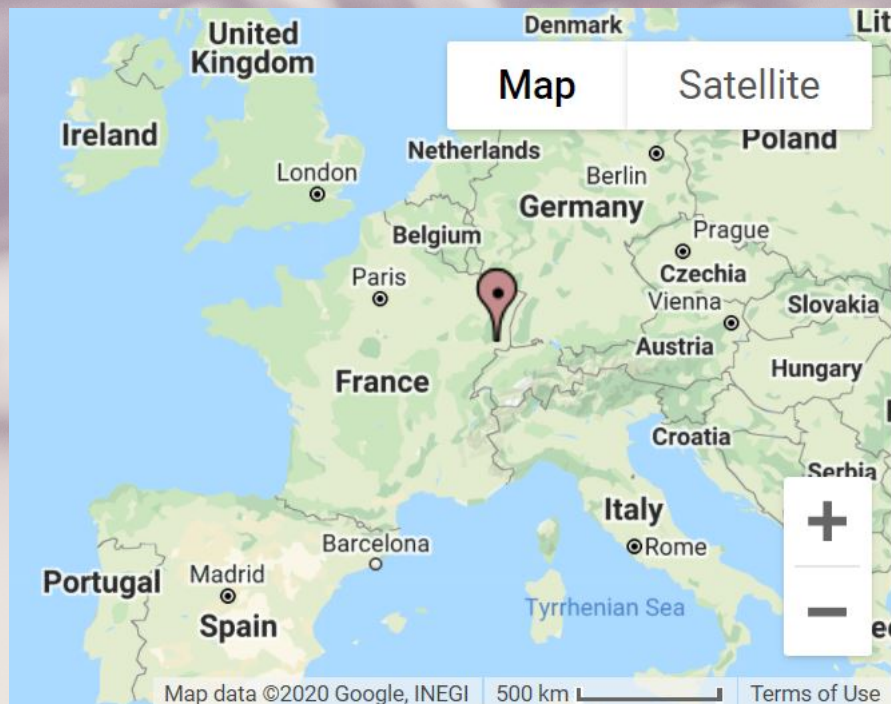 United
Kingdom
Denmark
Map
Satellite
Ireland
Netherlands
Poland
London
Berlin
Germany
Belgium
Prague
Paris
Czechia
Vienna
Slovakia
Austria
France
Hungary
Croatia
Serbia
Italy
Barcelona
Rome
Portugal
Madrid
Tyrrhenian Sea
Spain
Map data ©2020 Google, INEGI
500 km
Terms of Use